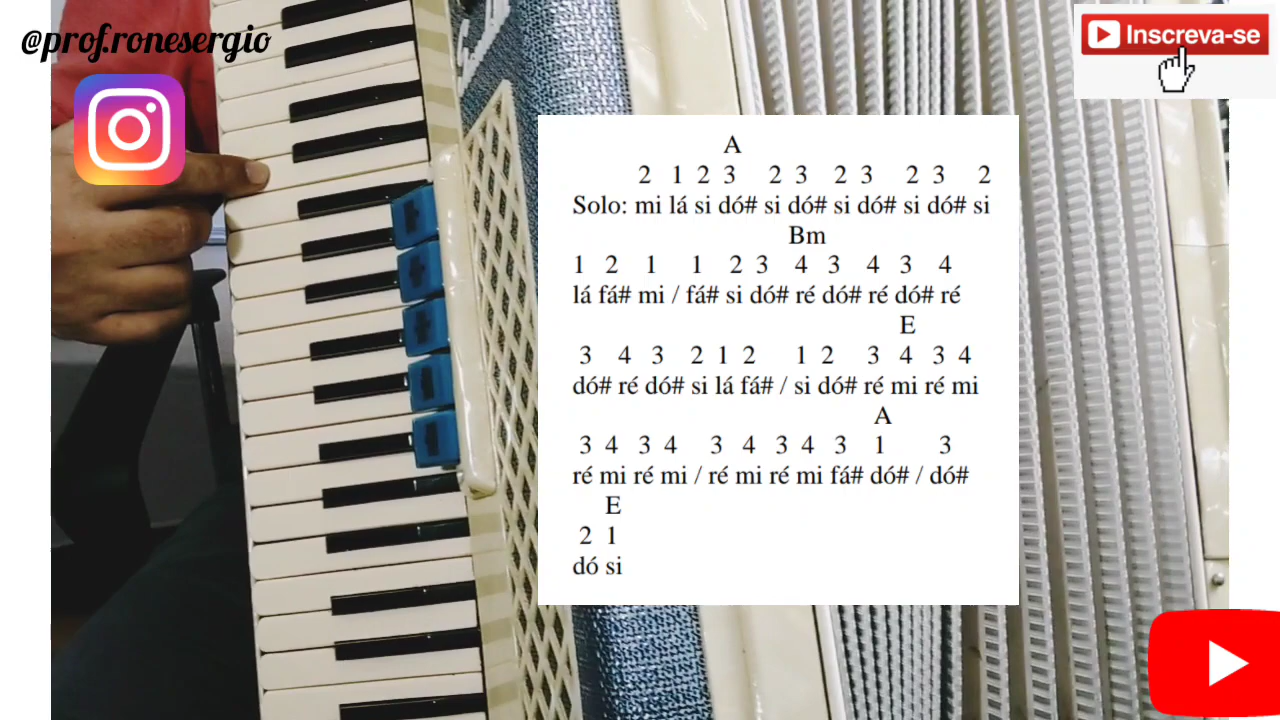 @prof.ronesergio
Inscreva-se
A
2 1 2 3 2 3 2 3 2 3 2
Solo: mi lá si dó# si dó# si dó# si dó# si
Bm
1 2 1 1 2 3 4 3 4 3 4
lá fá# mi / fá# si dó# ré dó# ré dó# ré
E
3 4 3 2 1 2 1 2 3 4 3 4
dó# ré dó# si lá fá# / si dó# ré mi ré mi
A
3 4 3 4 3 4 3 4 3 1 3
ré mi ré mi / ré mi ré mi fá# dó# / dó#
E
2 1
dó si